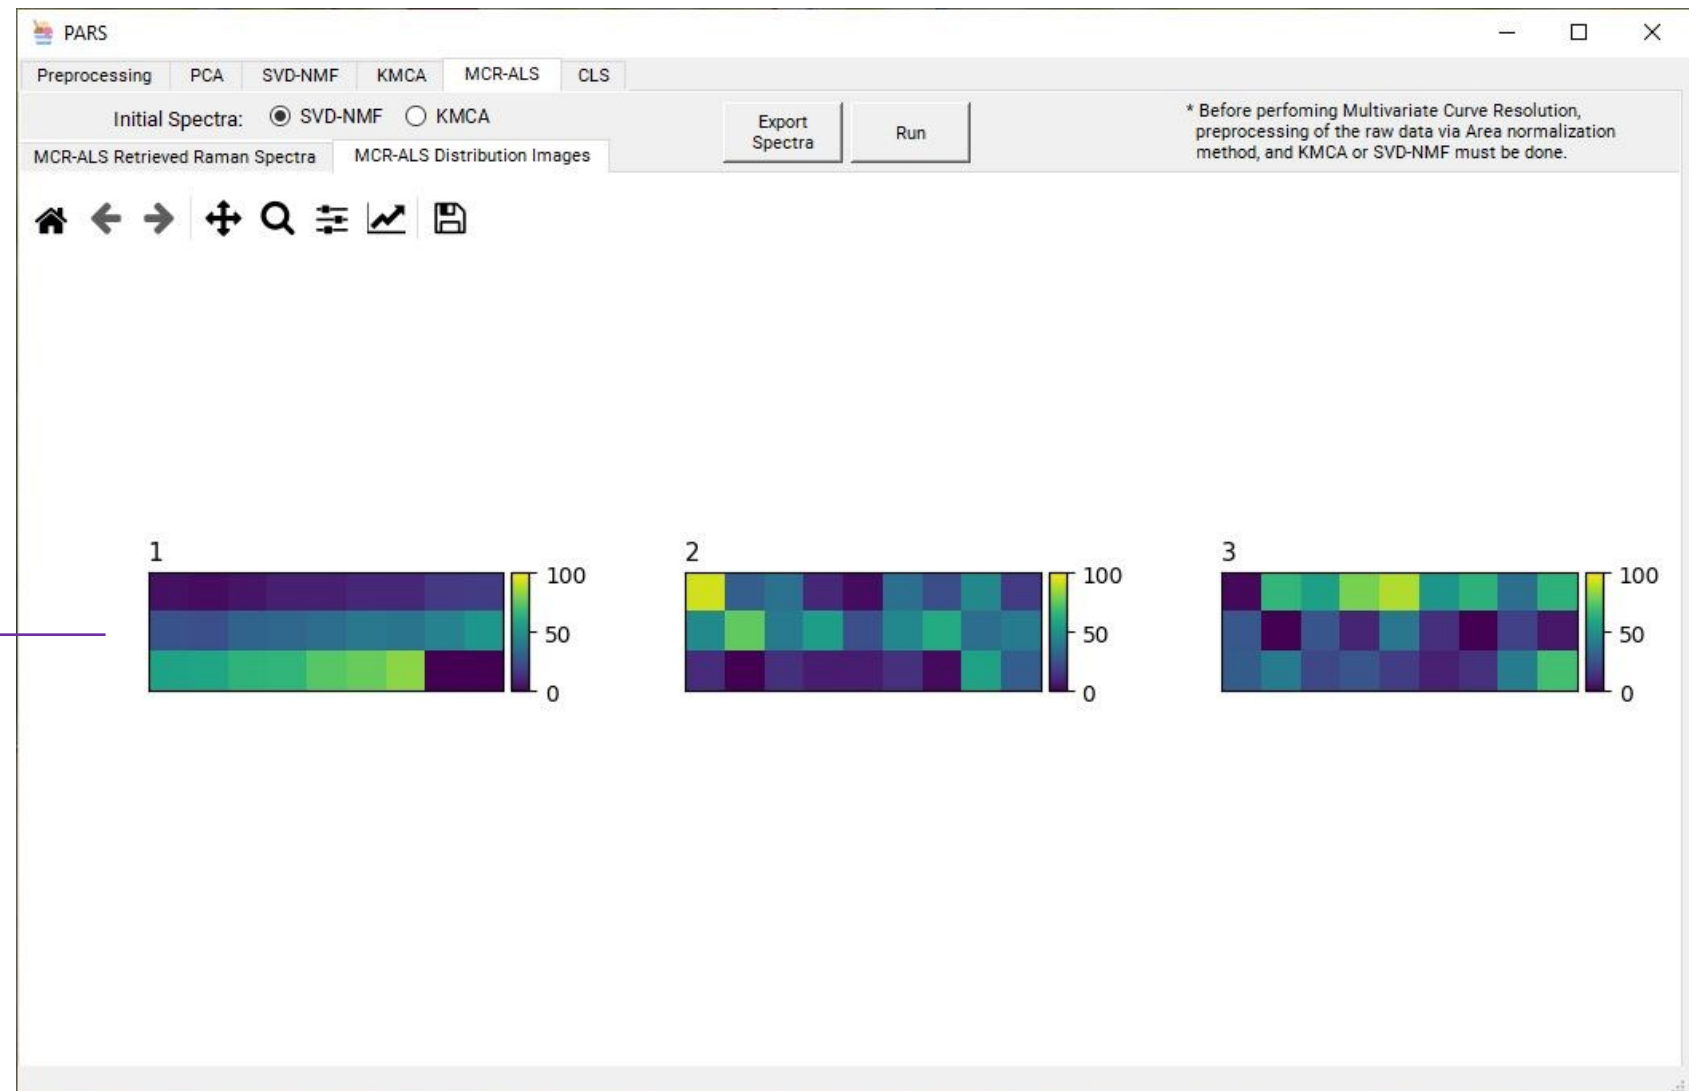 PARS
Preprocessing PCA SVD-NMF KMCA MCR-ALS CLS
Initial Spectra: SVD-NMF KMCA
Export
Spectra
Run
* Before perfoming Multivariate Curve Resolution,
preprocessing of the raw data via Area normalization
method, and KMCA or SVD-NMF must be done.
MCR-ALS Retrieved Raman Spectra MCR-ALS Distribution Images
1
100
50
0
2
100
50
0
3
100
50
0